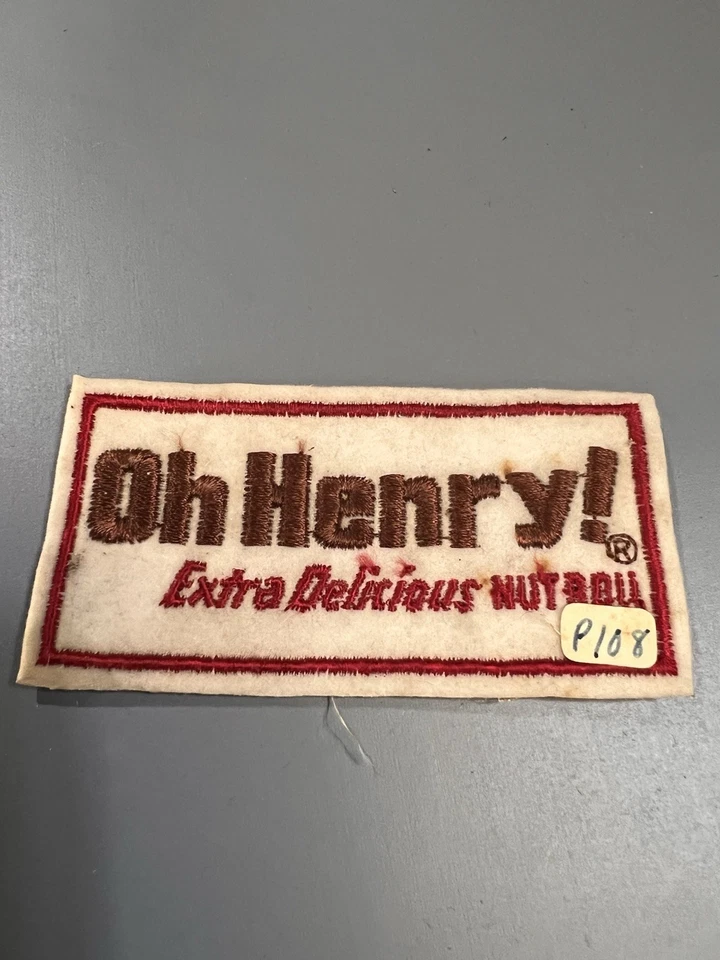 Oh Henry!®
Extra Delicious NUT ROLL
P108